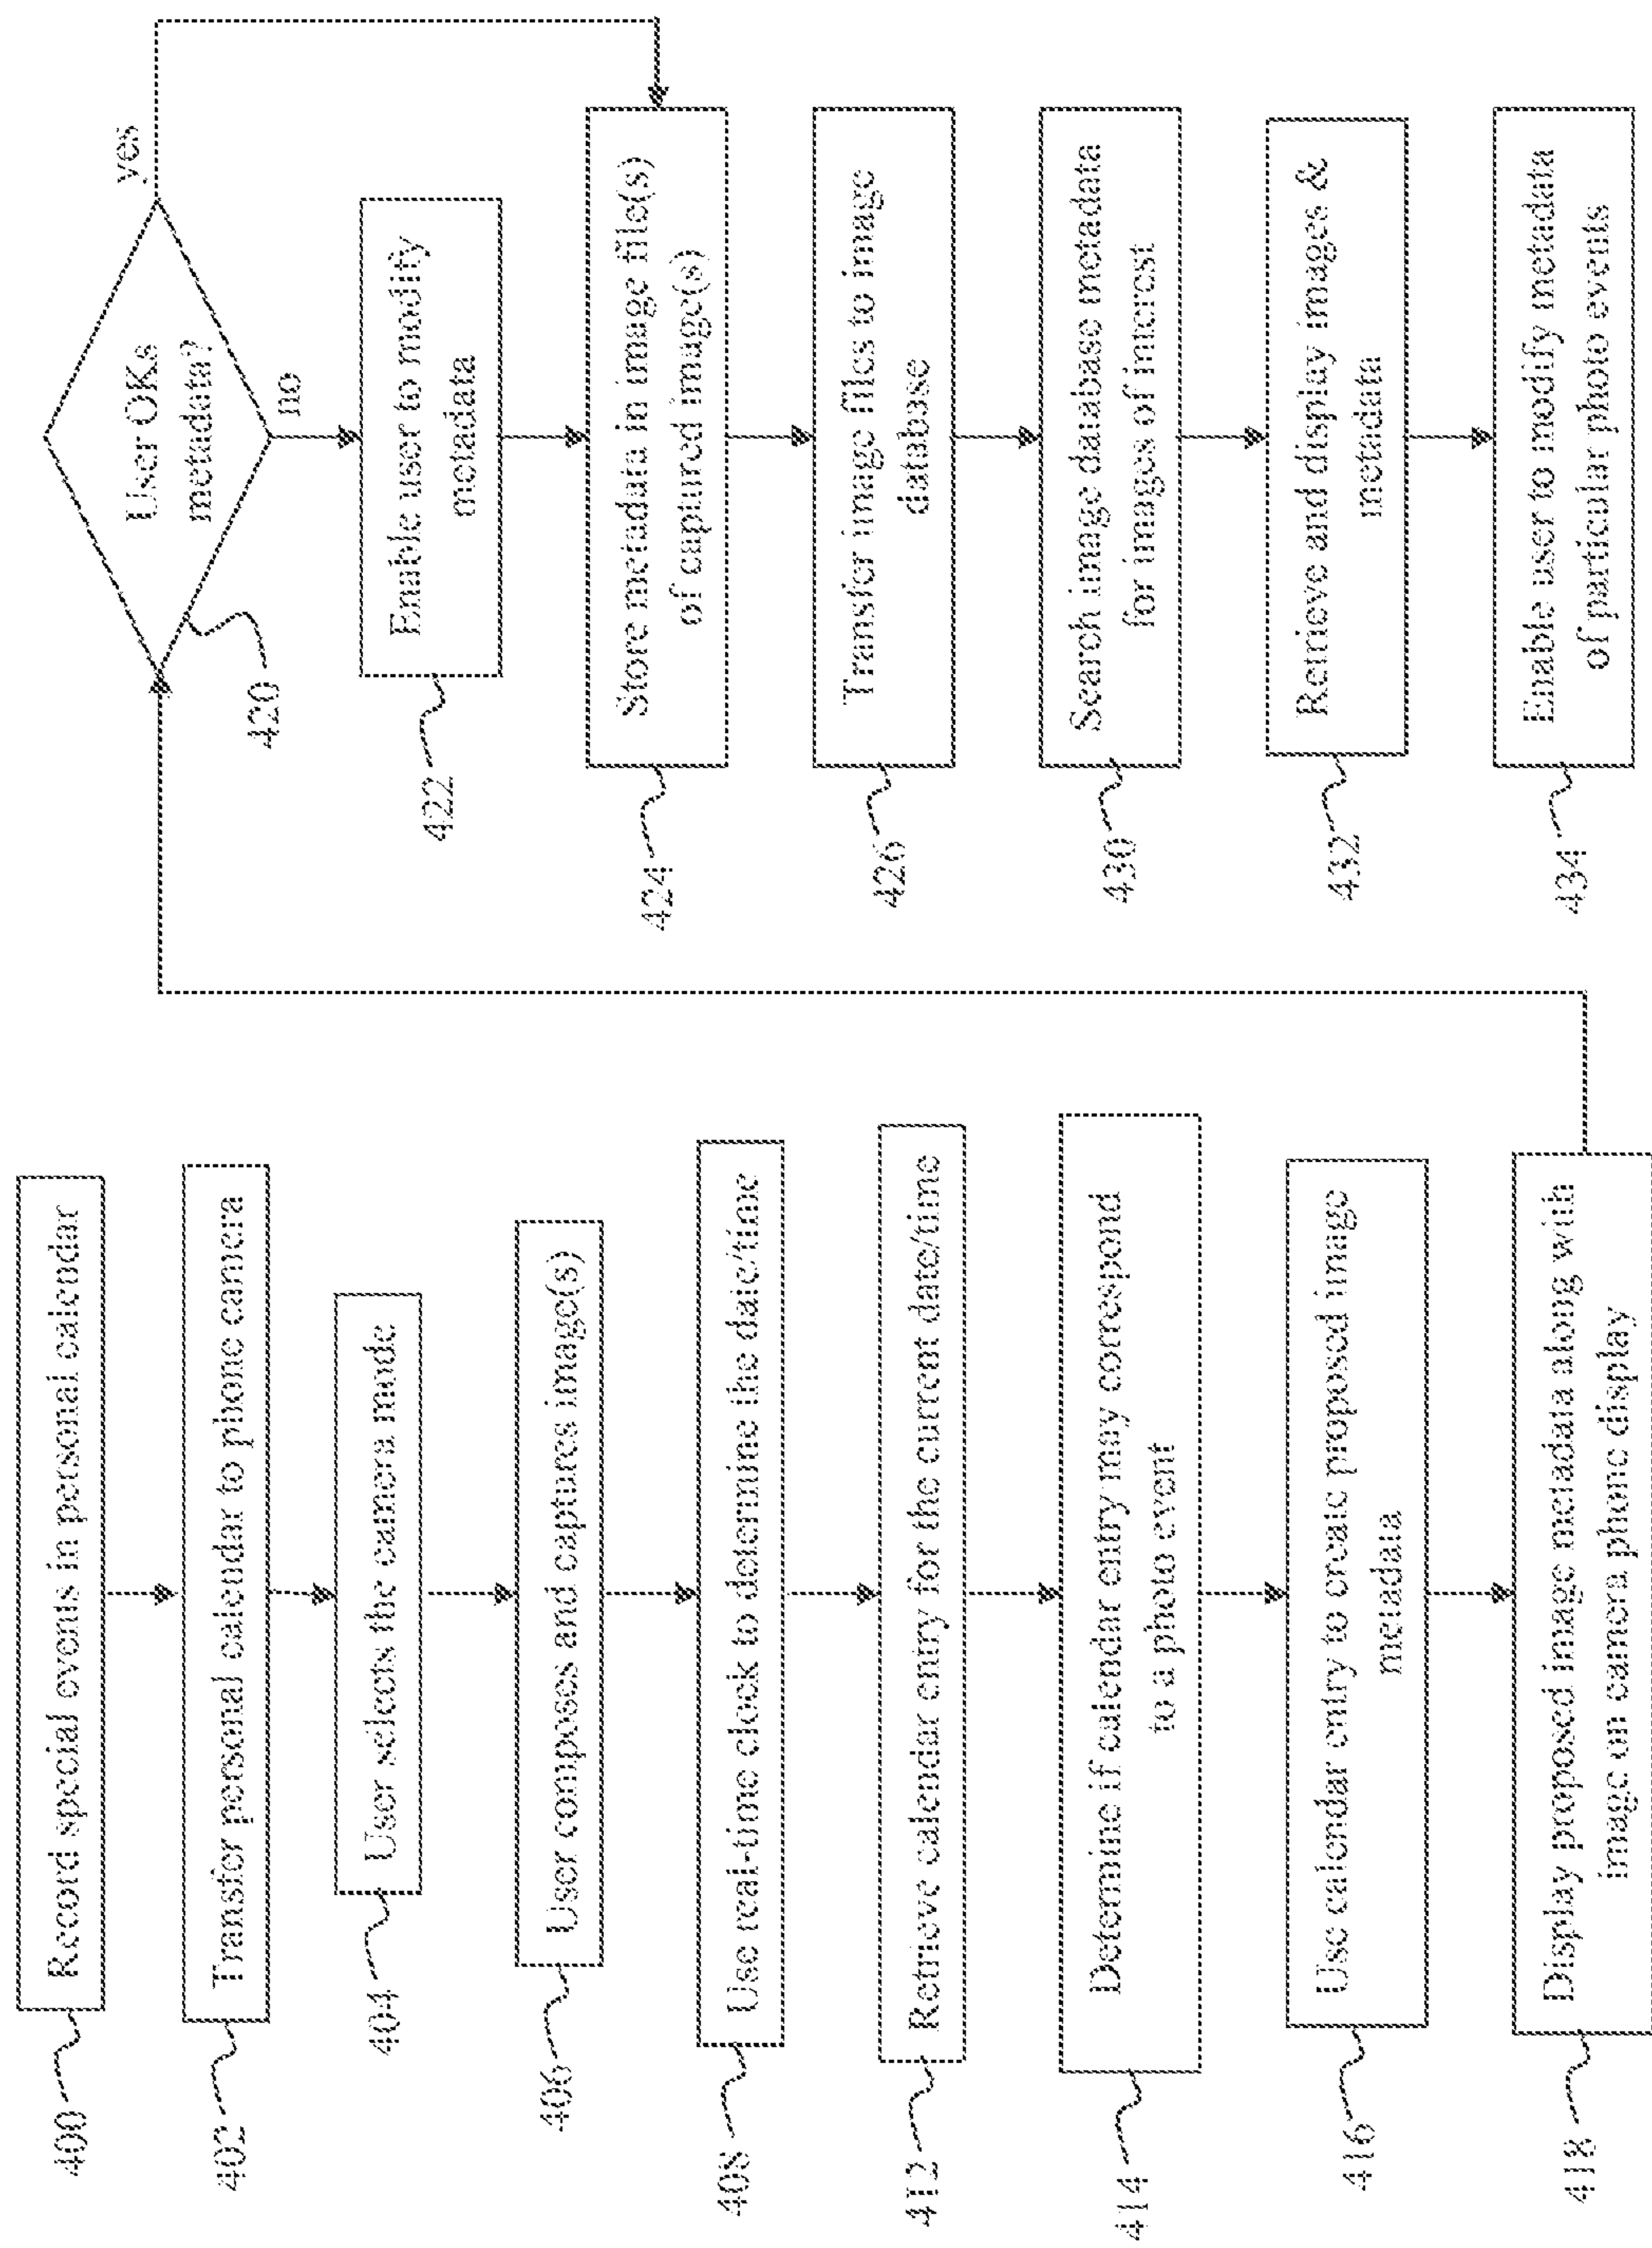 400
Record special events in personal calendar
402
Transfer personal calendar to phone camera
404
User selects the camera mode
406
User composes and captures image(s)
408
Use real-time clock to determine the date/time
412
Retrieve calendar entry for the current date/time
414
Determine if calendar entry may correspond
to a photo event
416
Use calendar entry to create proposed image
metadata
418
Display proposed image metadata along with
image on camera phone display
420
User OKs
metadata?
yes
no
422
Enable user to modify
metadata
424
Store metadata in image file(s)
of captured image(s)
426
Transfer image files to image
database
430
Search image database metadata
for images of interest
432
Retrieve and display images &
metadata
434
Enable user to modify metadata
of particular photo events